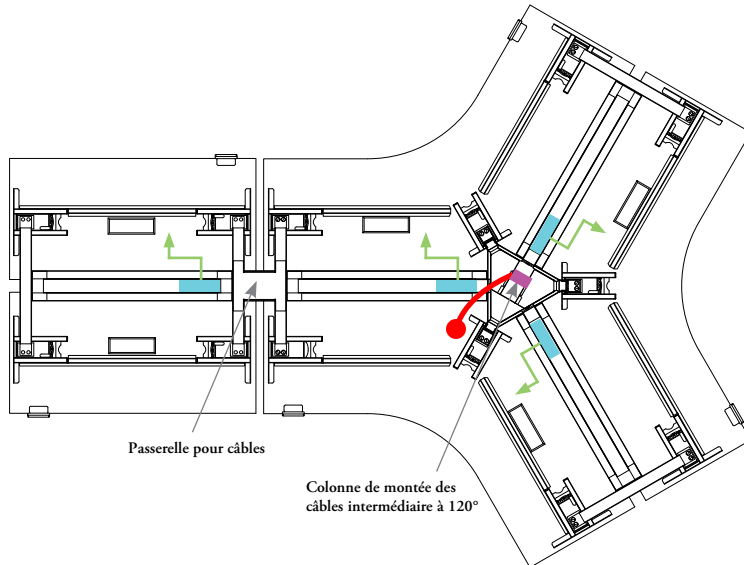 Passerelle pour câbles
Colonne de montée des
câbles intermédiaire à 120°